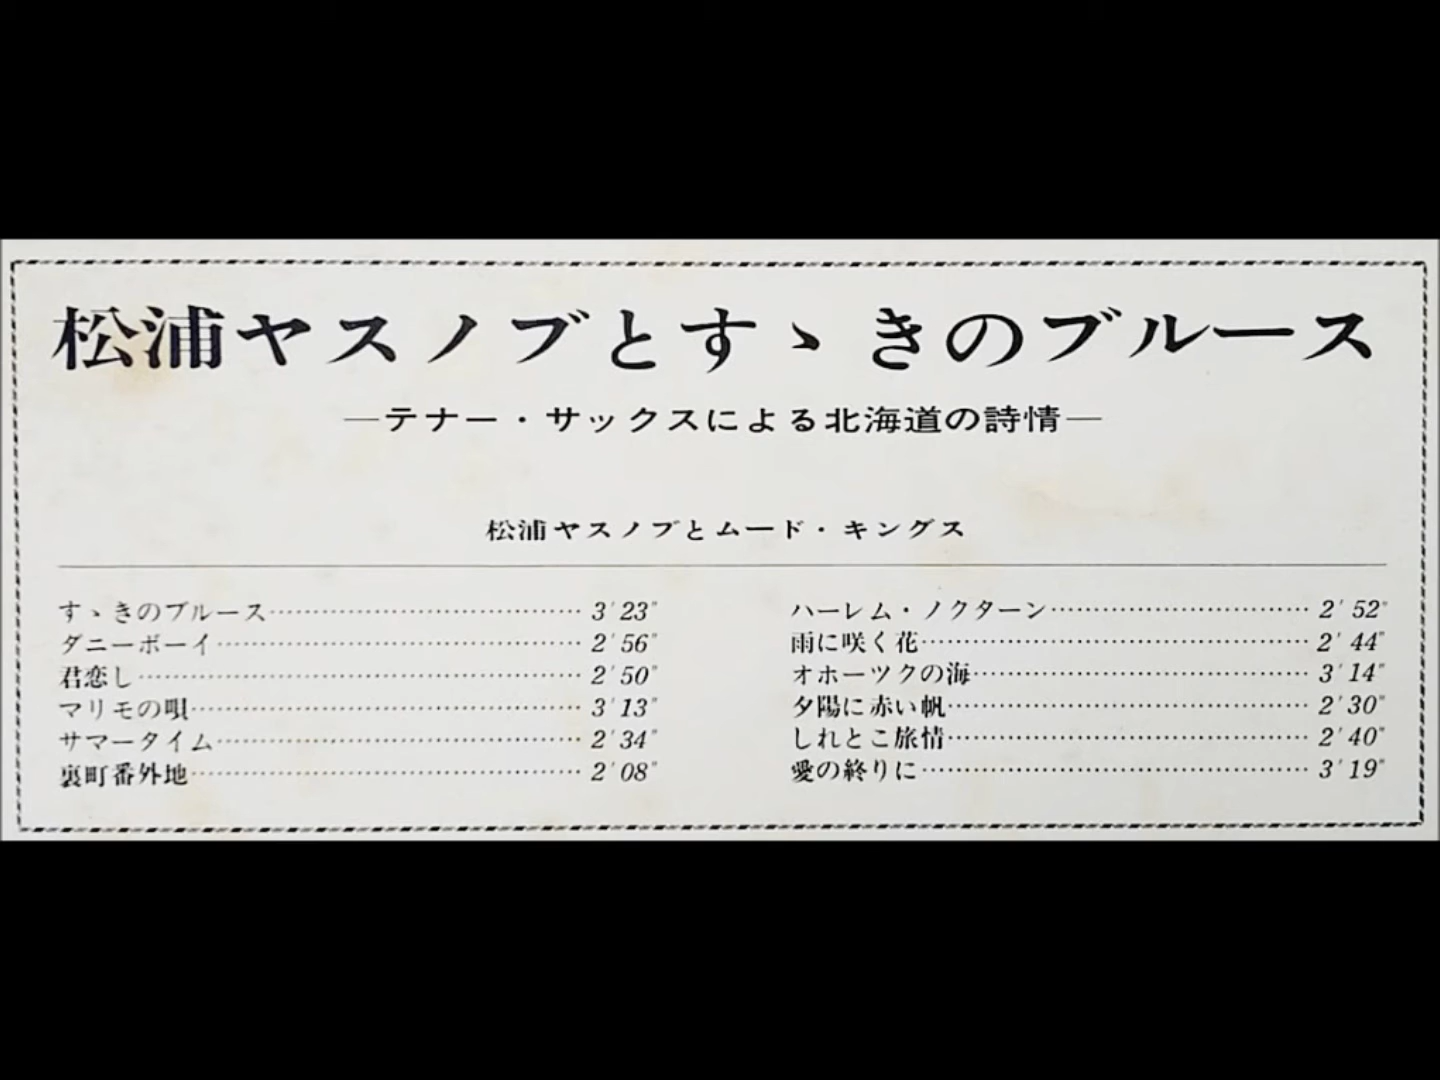 松浦ヤスノブとすゝきのブルース
—テナー・サックスによる北海道の詩情—
松浦ヤスノブとムード・キングス
すゝきのブルース……………………………… 3′23″
ダニーボーイ…………………………………… 2′56″
君恋し…………………………………………… 2′50″
マリモの唄……………………………………… 3′13″
サマータイム…………………………………… 2′34″
裏町番外地……………………………………… 2′08″
ハーレム・ノクターン………………………… 2′52″
雨に咲く花……………………………………… 2′44″
オホーツクの海………………………………… 3′14″
夕陽に赤い帆…………………………………… 2′30″
しれとこ旅情…………………………………… 2′40″
愛の終りに……………………………………… 3′19″